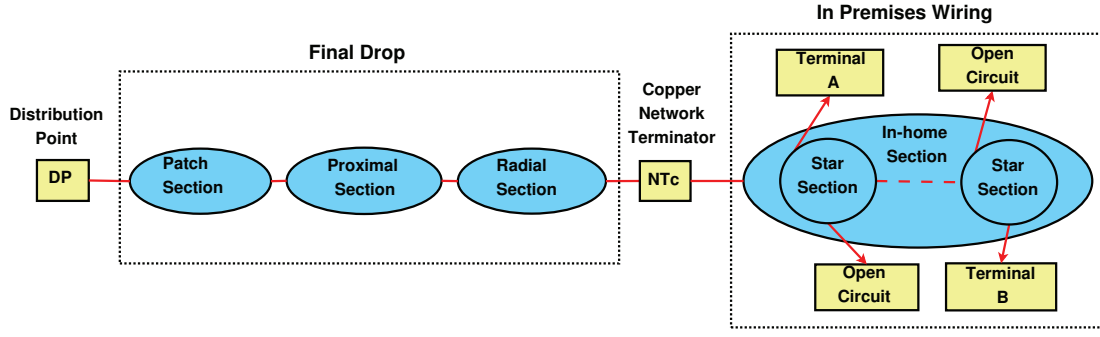 In Premises Wiring
Final Drop
Distribution
Point
DP
Patch
Section
Proximal
Section
Radial
Section
Copper
Network
Terminator
NTc
Terminal
A
Open
Circuit
In-home
Section
Star
Section
Star
Section
Open
Circuit
Terminal
B